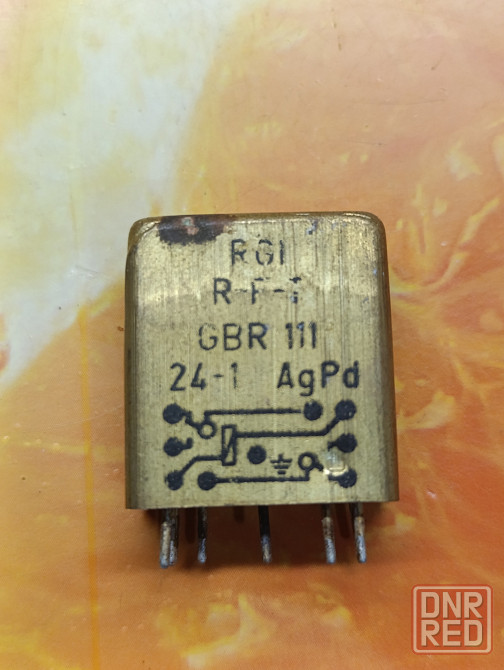 RGI
R-F-T
GBR 111
24-1 AgPd
DNR
RED